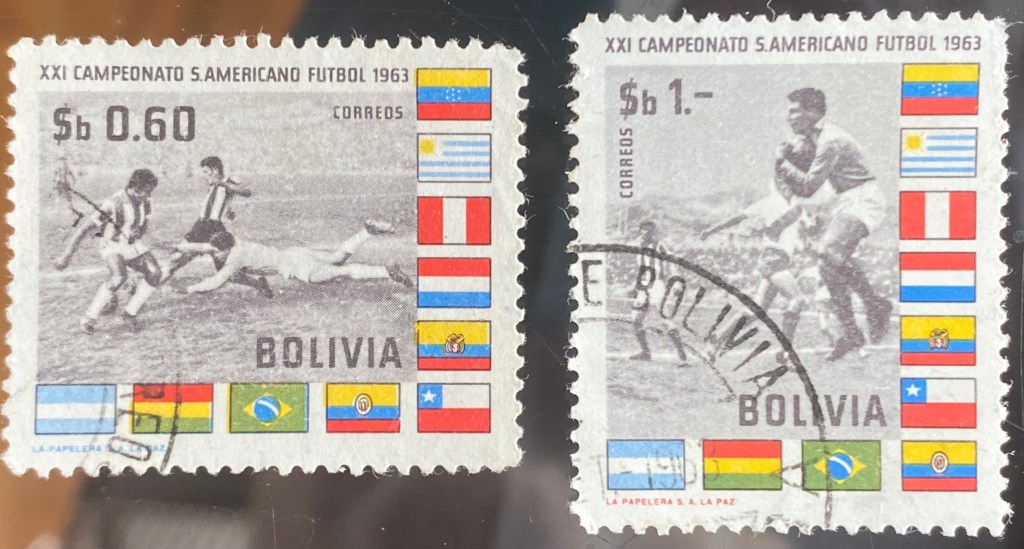 XXI CAMPEONATO S.AMERICANO FUTBOL 1963
$b 0.60
CORREOS
BOLIVIA
LA PAPELERA S. A. LA PAZ
XXI CAMPEONATO S.AMERICANO FUTBOL 1963
$b 1.-
CORREOS
E BOLIVIA
BOLIVIA
LA PAPELERA S. A. LA PAZ